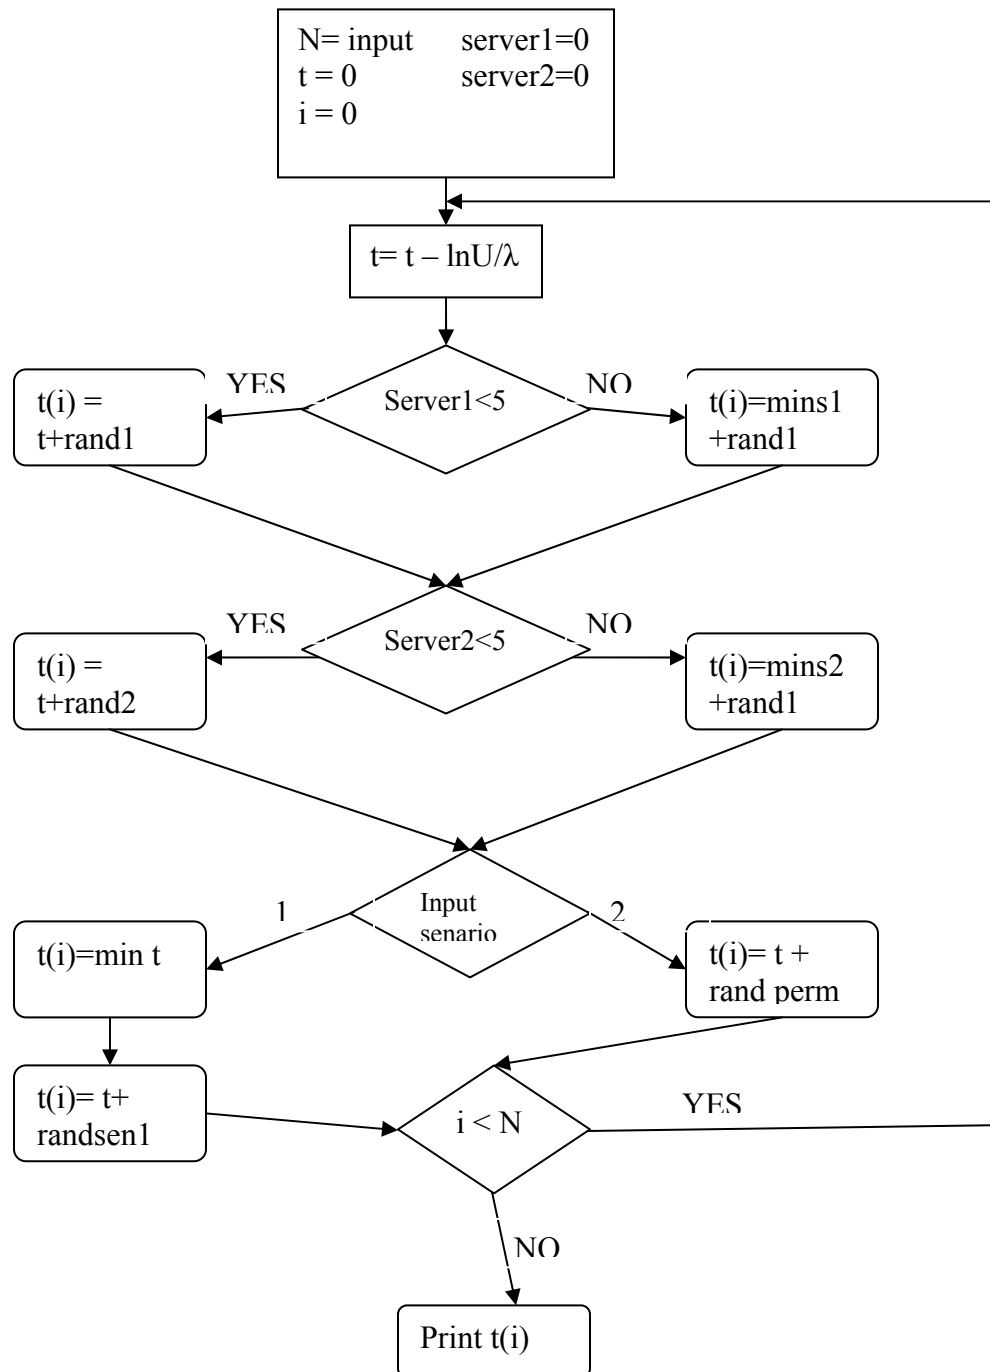 N= input server1=0
t = 0 server2=0
i = 0
t= t – lnU/λ
YES
Server1<5
NO
t(i) =
t+rand1
t(i)=mins1
+rand1
YES
Server2<5
NO
t(i) =
t+rand2
t(i)=mins2
+rand1
1
Input
senario
2
t(i)=min t
t(i)= t +
rand perm
t(i)= t+
randsen1
i < N
YES
NO
Print t(i)